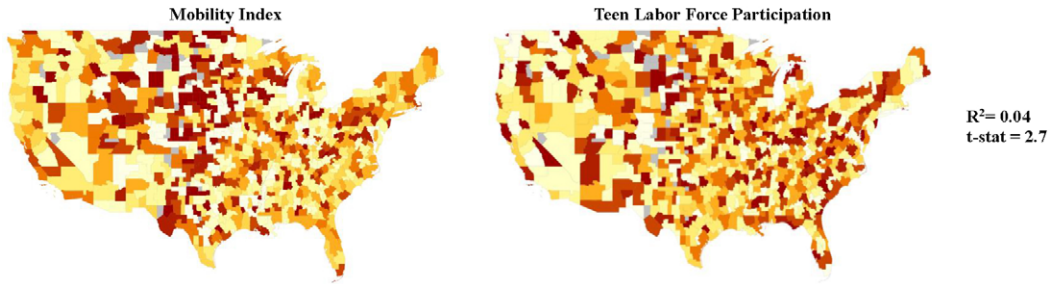 Mobility Index
Teen Labor Force Participation
R²= 0.04
t-stat = 2.7